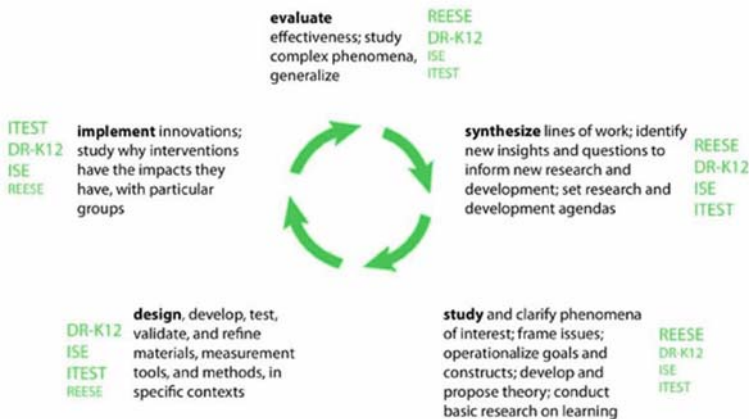 evaluate
effectiveness; study
complex phenomena,
generalize
REESE
DR-K12
ISE
ITEST
ITEST
DR-K12
ISE
REESE
implement innovations;
study why interventions
have the impacts they
have, with particular
groups
synthesize lines of work; identify
new insights and questions to
inform new research and
development; set research and
development agendas
REESE
DR-K12
ISE
ITEST
DR-K12
ISE
ITEST
REESE
design, develop, test,
validate, and refine
materials, measurement
tools, and methods, in
specific contexts
study and clarify phenomena
of interest; frame issues;
operationalize goals and
constructs; develop and
propose theory; conduct
basic research on learning
REESE
DR-K12
ISE
ITEST